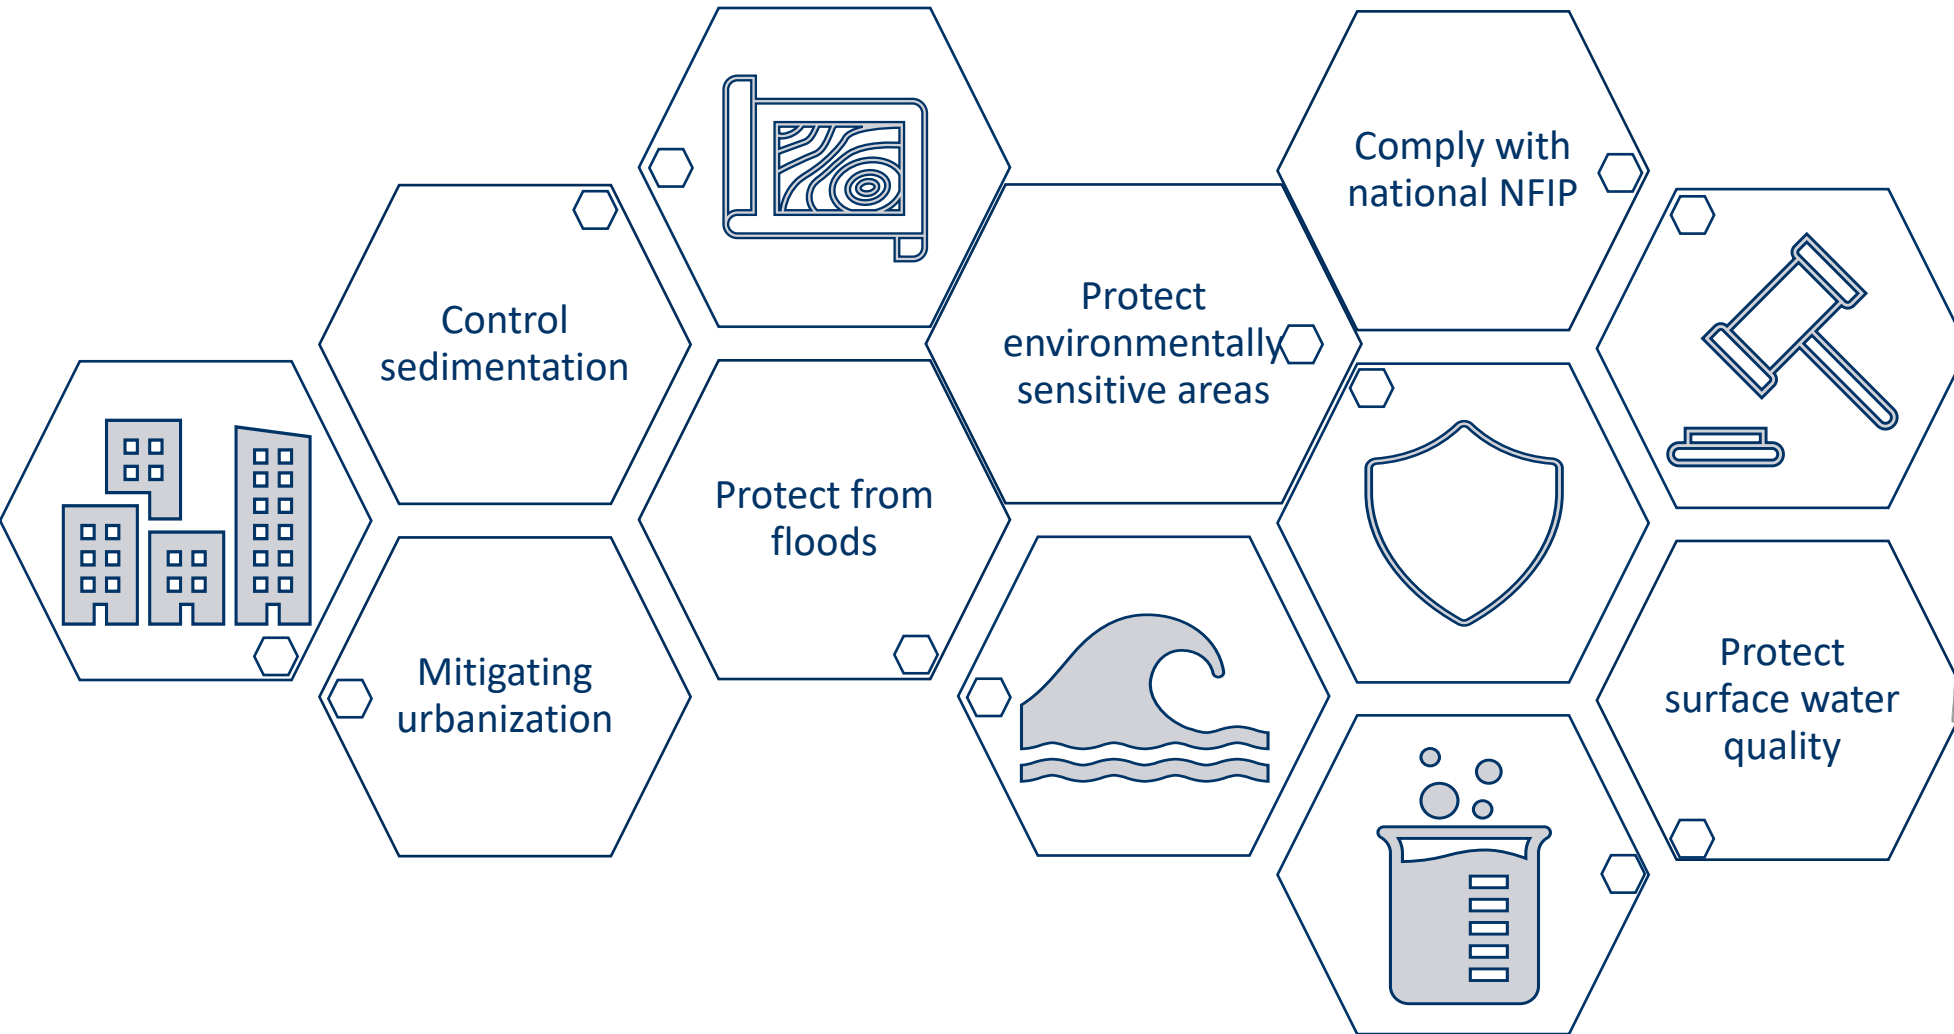 Control
sedimentation
Mitigating
urbanization
Protect from
floods
Protect
environmentally
sensitive areas
Comply with
national NFIP
Protect
surface water
quality